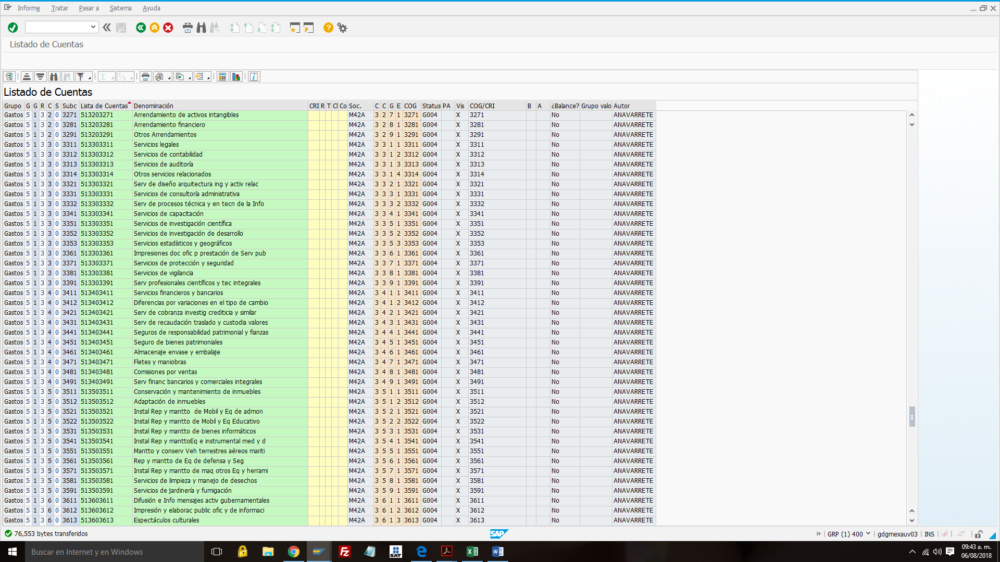 Informe Tratar Pasar a Sistema Ayuda
Listado de Cuentas
Listado de Cuentas
Grupo G G R C S Subc Lista de Cuentas Denominación CRI R T Cl Co Soc. C C G E COG Status PA Vis COG/CRI B A ¿Balance? Grupo valo Autor
Gastos 5 1 3 2 0 3271 513203271 Arrendamiento de activos intangibles M42A 3 2 7 1 3271 G004 X 3271 No ANAVARRETE
Gastos 5 1 3 2 0 3281 513203281 Arrendamiento financiero M42A 3 2 8 1 3281 G004 X 3281 No ANAVARRETE
Gastos 5 1 3 2 0 3291 513203291 Otros Arrendamientos M42A 3 2 9 1 3291 G004 X 3291 No ANAVARRETE
Gastos 5 1 3 3 0 3311 513303311 Servicios legales M42A 3 3 1 1 3311 G004 X 3311 No ANAVARRETE
Gastos 5 1 3 3 0 3312 513303312 Servicios de contabilidad M42A 3 3 1 2 3312 G004 X 3312 No ANAVARRETE
Gastos 5 1 3 3 0 3313 513303313 Servicios de auditoría M42A 3 3 1 3 3313 G004 X 3313 No ANAVARRETE
Gastos 5 1 3 3 0 3314 513303314 Otros servicios relacionados M42A 3 3 1 4 3314 G004 X 3314 No ANAVARRETE
Gastos 5 1 3 3 0 3321 513303321 Serv de diseño arquitectura ing y activ relac M42A 3 3 2 1 3321 G004 X 3321 No ANAVARRETE
Gastos 5 1 3 3 0 3331 513303331 Servicios de consultoría administrativa M42A 3 3 3 1 3331 G004 X 3331 No ANAVARRETE
Gastos 5 1 3 3 0 3332 513303332 Serv de procesos técnica y en tecn de la Info M42A 3 3 3 2 3332 G004 X 3332 No ANAVARRETE
Gastos 5 1 3 3 0 3341 513303341 Servicios de capacitación M42A 3 3 4 1 3341 G004 X 3341 No ANAVARRETE
Gastos 5 1 3 3 0 3351 513303351 Servicios de investigación científica M42A 3 3 5 1 3351 G004 X 3351 No ANAVARRETE
Gastos 5 1 3 3 0 3352 513303352 Servicios de investigación de desarrollo M42A 3 3 5 2 3352 G004 X 3352 No ANAVARRETE
Gastos 5 1 3 3 0 3353 513303353 Servicios estadísticos y geográficos M42A 3 3 5 3 3353 G004 X 3353 No ANAVARRETE
Gastos 5 1 3 3 0 3361 513303361 Impresiones doc ofic p prestación de Serv pub M42A 3 3 6 1 3361 G004 X 3361 No ANAVARRETE
Gastos 5 1 3 3 0 3371 513303371 Servicios de protección y seguridad M42A 3 3 7 1 3371 G004 X 3371 No ANAVARRETE
Gastos 5 1 3 3 0 3381 513303381 Servicios de vigilancia M42A 3 3 8 1 3381 G004 X 3381 No ANAVARRETE
Gastos 5 1 3 3 0 3391 513303391 Serv profesionales científicos y tec integrales M42A 3 3 9 1 3391 G004 X 3391 No ANAVARRETE
Gastos 5 1 3 4 0 3411 513403411 Servicios financieros y bancarios M42A 3 4 1 1 3411 G004 X 3411 No ANAVARRETE
Gastos 5 1 3 4 0 3412 513403412 Diferencias por variaciones en el tipo de cambio M42A 3 4 1 2 3412 G004 X 3412 No ANAVARRETE
Gastos 5 1 3 4 0 3421 513403421 Serv de cobranza investig crediticia y similar M42A 3 4 2 1 3421 G004 X 3421 No ANAVARRETE
Gastos 5 1 3 4 0 3431 513403431 Serv de recaudación traslado y custodia valores M42A 3 4 3 1 3431 G004 X 3431 No ANAVARRETE
Gastos 5 1 3 4 0 3441 513403441 Seguros de responsabilidad patrimonial y fianzas M42A 3 4 4 1 3441 G004 X 3441 No ANAVARRETE
Gastos 5 1 3 4 0 3451 513403451 Seguro de bienes patrimoniales M42A 3 4 5 1 3451 G004 X 3451 No ANAVARRETE
Gastos 5 1 3 4 0 3461 513403461 Almacenaje envase y embalaje M42A 3 4 6 1 3461 G004 X 3461 No ANAVARRETE
Gastos 5 1 3 4 0 3471 513403471 Fletes y maniobras M42A 3 4 7 1 3471 G004 X 3471 No ANAVARRETE
Gastos 5 1 3 4 0 3481 513403481 Comisiones por ventas M42A 3 4 8 1 3481 G004 X 3481 No ANAVARRETE
Gastos 5 1 3 4 0 3491 513403491 Serv financ bancarios y comerciales integrales M42A 3 4 9 1 3491 G004 X 3491 No ANAVARRETE
Gastos 5 1 3 5 0 3511 513503511 Conservación y mantenimiento de inmuebles M42A 3 5 1 1 3511 G004 X 3511 No ANAVARRETE
Gastos 5 1 3 5 0 3512 513503512 Adaptación de inmuebles M42A 3 5 1 2 3512 G004 X 3512 No ANAVARRETE
Gastos 5 1 3 5 0 3521 513503521 Instal Rep y mantto  de Mobil y Eq de admon M42A 3 5 2 1 3521 G004 X 3521 No ANAVARRETE
Gastos 5 1 3 5 0 3522 513503522 Instal Rep y mantto de Mobil y Eq Educativo M42A 3 5 2 2 3522 G004 X 3522 No ANAVARRETE
Gastos 5 1 3 5 0 3531 513503531 Instal Rep y mantto de bienes informáticos M42A 3 5 3 1 3531 G004 X 3531 No ANAVARRETE
Gastos 5 1 3 5 0 3541 513503541 Instal Rep y manttoEq e instrumental med y d M42A 3 5 4 1 3541 G004 X 3541 No ANAVARRETE
Gastos 5 1 3 5 0 3551 513503551 Mantto y conserv Veh terrestres aéreos mariti M42A 3 5 5 1 3551 G004 X 3551 No ANAVARRETE
Gastos 5 1 3 5 0 3561 513503561 Rep y mantto de Eq de defensa y Seg M42A 3 5 6 1 3561 G004 X 3561 No ANAVARRETE
Gastos 5 1 3 5 0 3571 513503571 Instal Rep y mantto de maq otros Eq y herrami M42A 3 5 7 1 3571 G004 X 3571 No ANAVARRETE
Gastos 5 1 3 5 0 3581 513503581 Servicios de limpieza y manejo de desechos M42A 3 5 8 1 3581 G004 X 3581 No ANAVARRETE
Gastos 5 1 3 5 0 3591 513503591 Servicios de jardinería y fumigación M42A 3 5 9 1 3591 G004 X 3591 No ANAVARRETE
Gastos 5 1 3 6 0 3611 513603611 Difusión e Info mensajes activ gubernamentales M42A 3 6 1 1 3611 G004 X 3611 No ANAVARRETE
Gastos 5 1 3 6 0 3612 513603612 Impresión y elaborac public ofic y de informaci M42A 3 6 1 2 3612 G004 X 3612 No ANAVARRETE
Gastos 5 1 3 6 0 3613 513603613 Espectáculos culturales M42A 3 6 1 3 3613 G004 X 3613 No ANAVARRETE
76,553 bytes transferidos SAP GRP (1) 400 gdgmexauv03 INS
Buscar en Internet y en Windows SAT 09:43 a. m.
06/08/2018